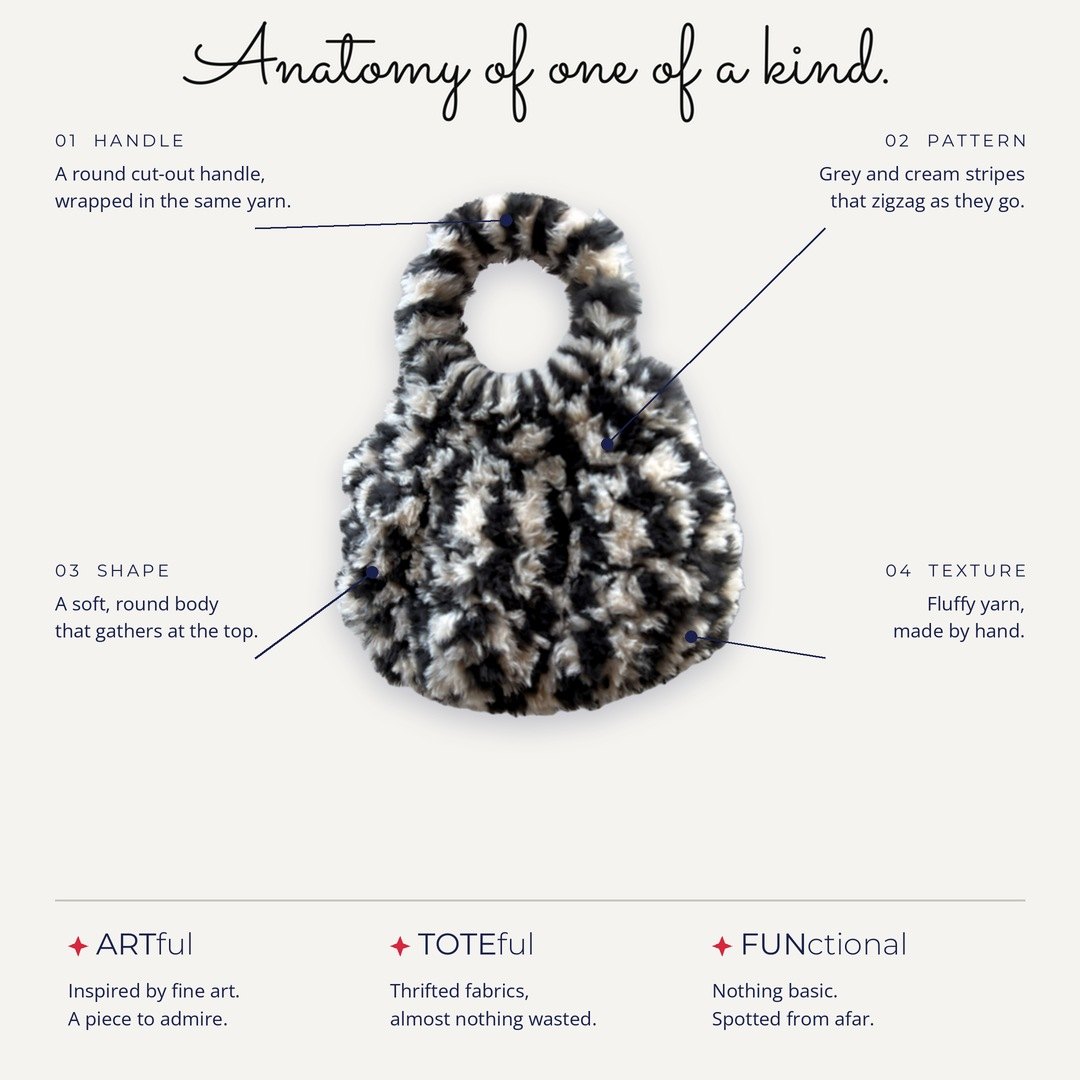 Anatomy of one of a kind.
01 HANDLE
A round cut-out handle,
wrapped in the same yarn.
02 PATTERN
Grey and cream stripes
that zigzag as they go.
03 SHAPE
A soft, round body
that gathers at the top.
04 TEXTURE
Fluffy yarn,
made by hand.
ARTful
Inspired by fine art.
A piece to admire.
TOTEful
Thrifted fabrics,
almost nothing wasted.
FUNctional
Nothing basic.
Spotted from afar.